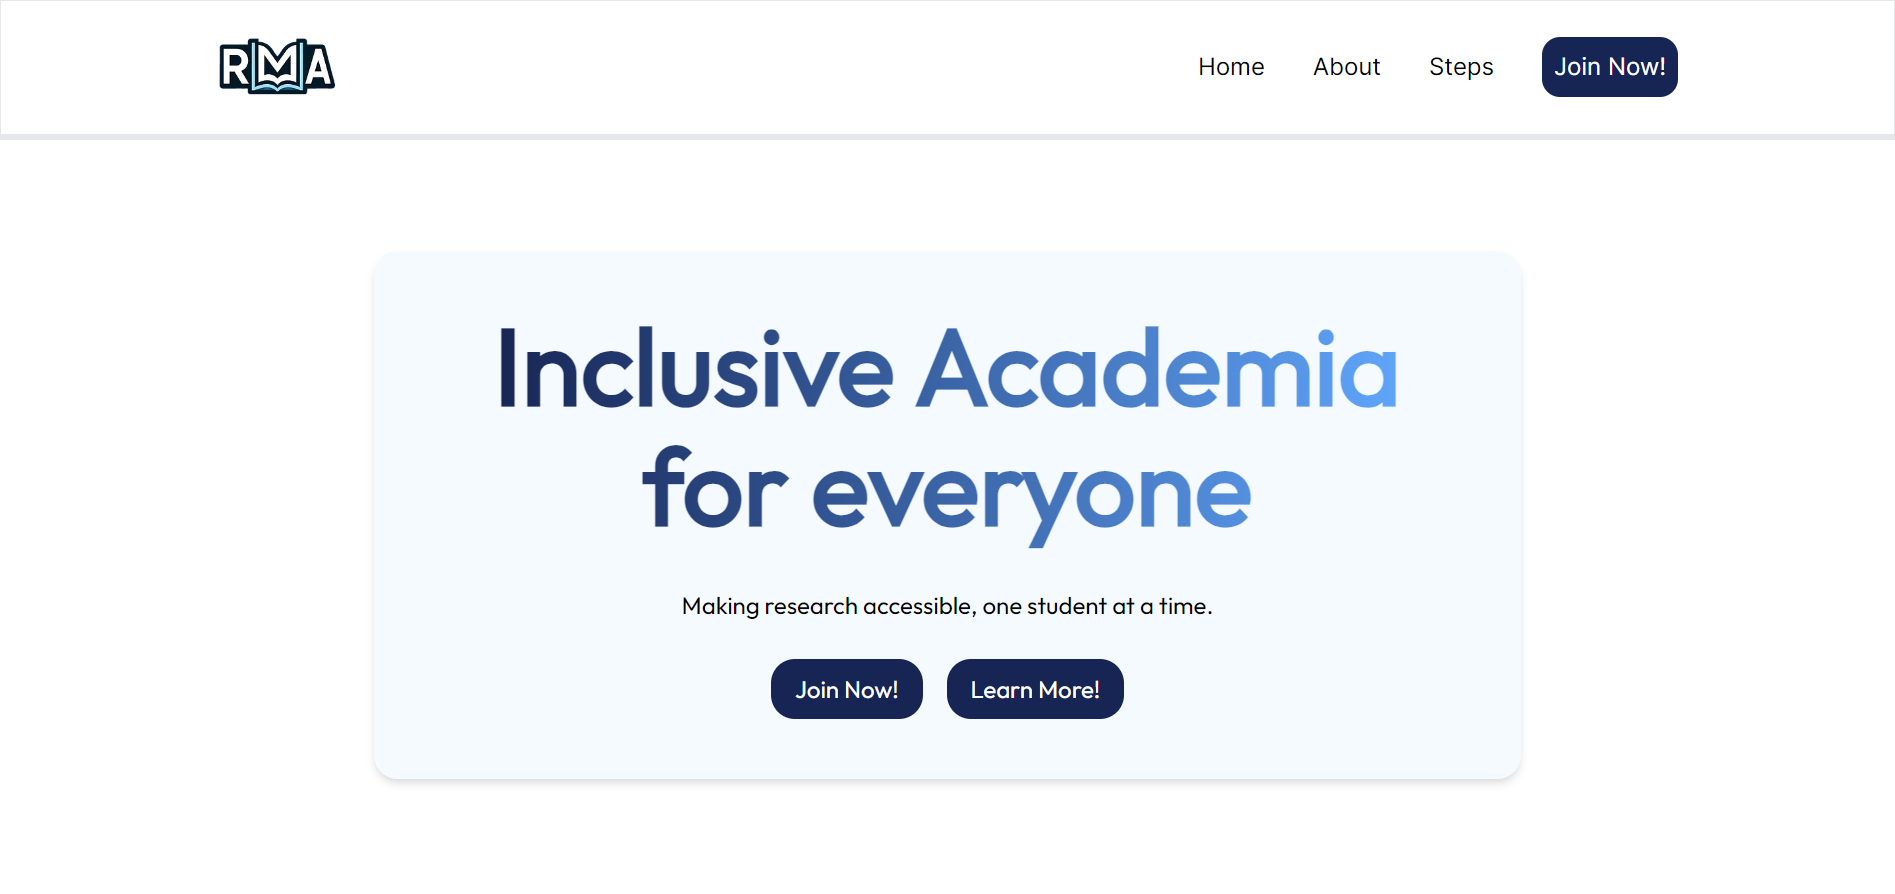 RMA
Home
About
Steps
Join Now!
Inclusive Academia
for everyone
Making research accessible, one student at a time.
Join Now!
Learn More!